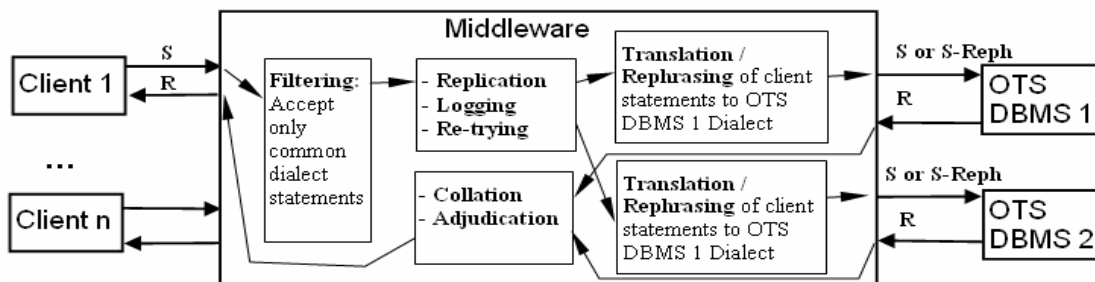 Middleware
Client 1
S
R
...
Client n
Filtering:
Accept
only
common
dialect
statements
- Replication
- Logging
- Re-trying
- Collation
- Adjudication
Translation /
Rephrasing of client
statements to OTS
DBMS 1 Dialect
Translation /
Rephrasing of client
statements to OTS
DBMS 1 Dialect
S or S-Reph
R
OTS
DBMS 1
S or S-Reph
R
OTS
DBMS 2